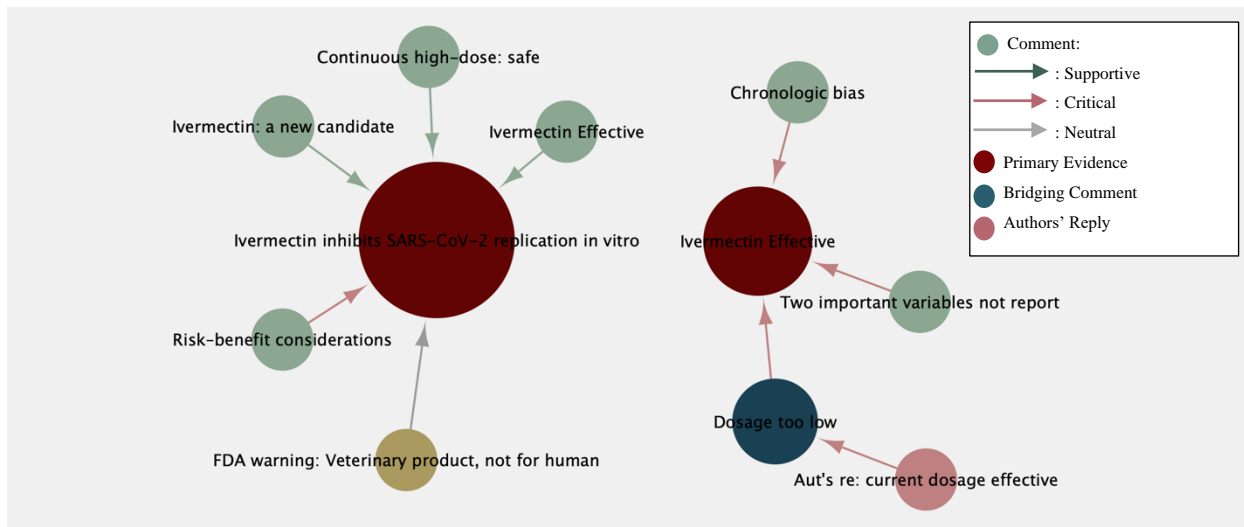 Continuous high-dose: safe
Ivermectin: a new candidate
Ivermectin Effective
Ivermectin inhibits SARS-CoV-2 replication in vitro
Risk-benefit considerations
FDA warning: Veterinary product, not for human
Chronologic bias
Ivermectin Effective
Two important variables not report
Dosage too low
Aut's re: current dosage effective
Comment:
: Supportive
: Critical
: Neutral
Primary Evidence
Bridging Comment
Authors' Reply